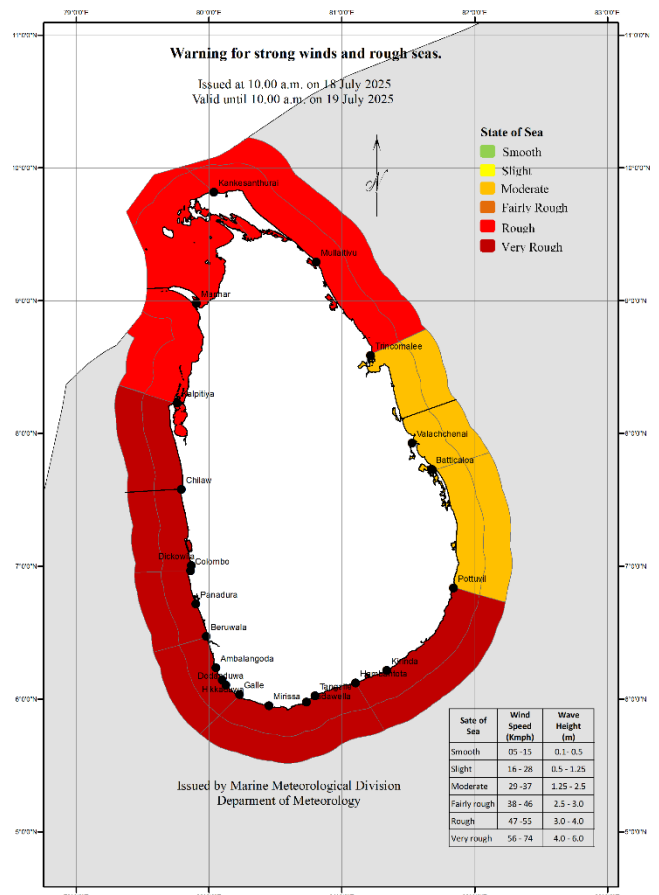 79°0'0"E 80°0'0"E 81°0'0"E 82°0'0"E 83°0'0"E
11°0'0"N 11°0'0"N
Warning for strong winds and rough seas.
Issued at 10.00 a.m. on 18 July 2025
Valid until 10.00 a.m. on 19 July 2025
State of Sea
Smooth
Slight
Moderate
Fairly Rough
Rough
Very Rough
10°0'0"N 10°0'0"N
Kankesanthurai
Mullaitivu
9°0'0"N 9°0'0"N
Mannar
Trincomalee
Kalpitiya
8°0'0"N 8°0'0"N
Valachchenai
Batticaloa
Chilaw
7°0'0"N 7°0'0"N
Colombo
Pottuvil
Panadura
Beruwala
Ambalangoda
Dodanduwa
Galle
Mirissa
Kirinda
Hambantota
6°0'0"N 6°0'0"N
Issued by Marine Meteorological Division
Deparment of Meteorology
Sate of Sea Wind Speed (Kmph) Wave Height (m)
Smooth 05 -15 0.1- 0.5
Slight 16 - 28 0.5 - 1.25
Moderate 29 -37 1.25 - 2.5
Fairly rough 38 - 46 2.5 - 3.0
Rough 47 -55 3.0 - 4.0
Very rough 56 - 74 4.0 - 6.0
5°0'0"N 5°0'0"N